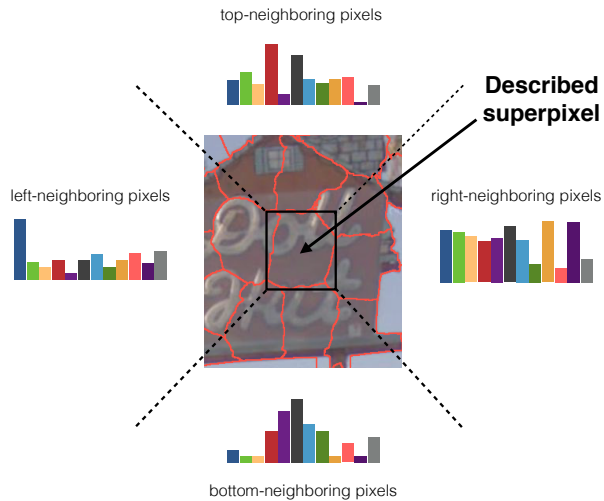 top-neighboring pixels
Described
superpixel
left-neighboring pixels
right-neighboring pixels
bottom-neighboring pixels